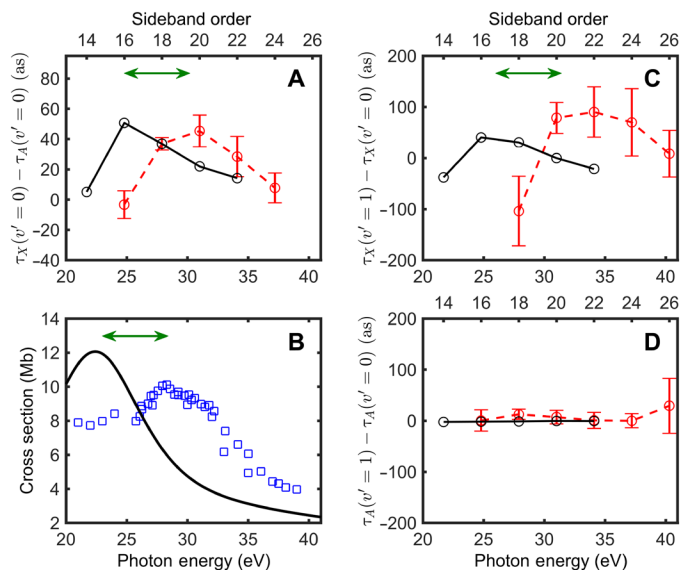 Sideband order
14 16 18 20 22 24 26
A
80
60
40
20
0
−20
−40
τX(v′ = 0) − τA(v′ = 0) (as)
20 25 30 35 40
Sideband order
14 16 18 20 22 24 26
C
200
100
0
−100
−200
τX(v′ = 1) − τX(v′ = 0) (as)
20 25 30 35 40
B
14
12
10
8
6
4
2
Cross section (Mb)
20 25 30 35 40
Photon energy (eV)
14 16 18 20 22 24 26
D
200
100
0
−100
−200
τA(v′ = 1) − τA(v′ = 0) (as)
20 25 30 35 40
Photon energy (eV)